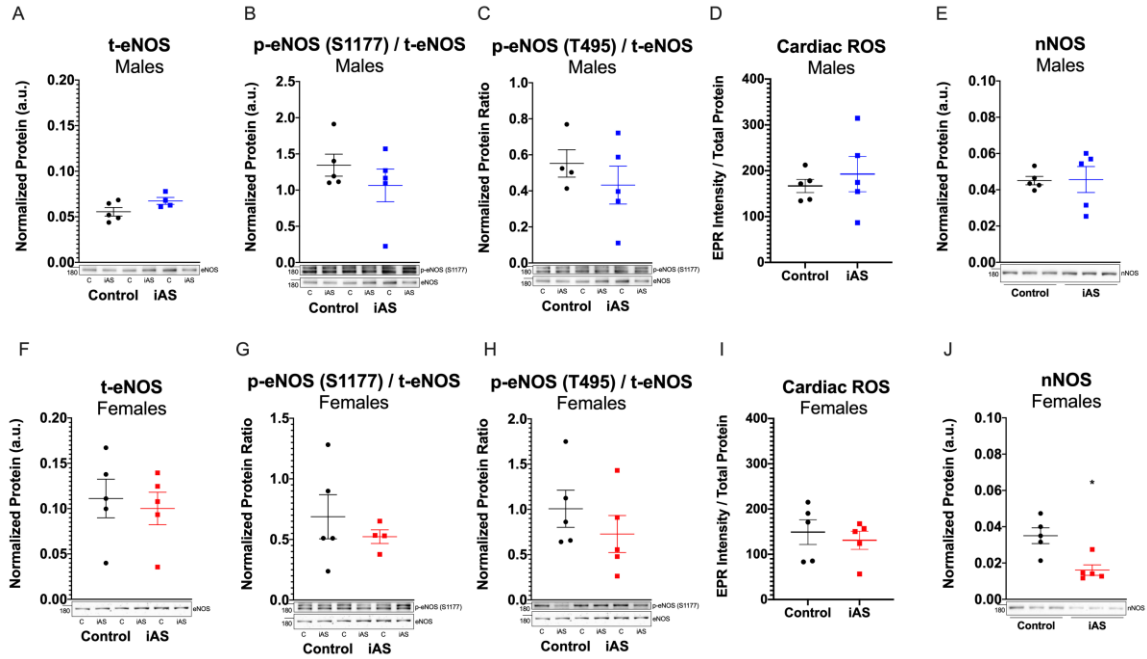 A
t-eNOS
Males
Normalized Protein (a.u.)
0.20
0.15
0.10
0.05
0.00
180
eNOS
C iAS C iAS C iAS
Control iAS
B
p-eNOS (S1177) / t-eNOS
Males
Normalized Protein (a.u.)
2.5
2.0
1.5
1.0
0.5
0.0
180
p-eNOS (S1177)
eNOS
C iAS C iAS C iAS
Control iAS
C
p-eNOS (T495) / t-eNOS
Males
Normalized Protein Ratio
1.0
0.8
0.6
0.4
0.2
0.0
180
p-eNOS (S1177)
eNOS
C iAS C iAS C iAS
Control iAS
D
Cardiac ROS
Males
EPR Intensity / Total Protein
400
300
200
100
0
Control iAS
E
nNOS
Males
Normalized Protein (a.u.)
0.10
0.08
0.06
0.04
0.02
0.00
180
nNOS
Control iAS
F
t-eNOS
Females
Normalized Protein (a.u.)
0.20
0.15
0.10
0.05
0.00
180
eNOS
C iAS C iAS C iAS
Control iAS
G
p-eNOS (S1177) / t-eNOS
Females
Normalized Protein Ratio
1.5
1.0
0.5
0.0
180
p-eNOS (S1177)
eNOS
C iAS C iAS C iAS
Control iAS
H
p-eNOS (T495) / t-eNOS
Females
Normalized Protein Ratio
2.0
1.5
1.0
0.5
0.0
180
p-eNOS (S1177)
eNOS
C iAS C iAS C iAS
Control iAS
I
Cardiac ROS
Females
EPR Intensity / Total Protein
400
300
200
100
0
Control iAS
J
nNOS
Females
Normalized Protein (a.u.)
0.10
0.08
0.06
0.04
0.02
0.00
*
180
nNOS
Control iAS